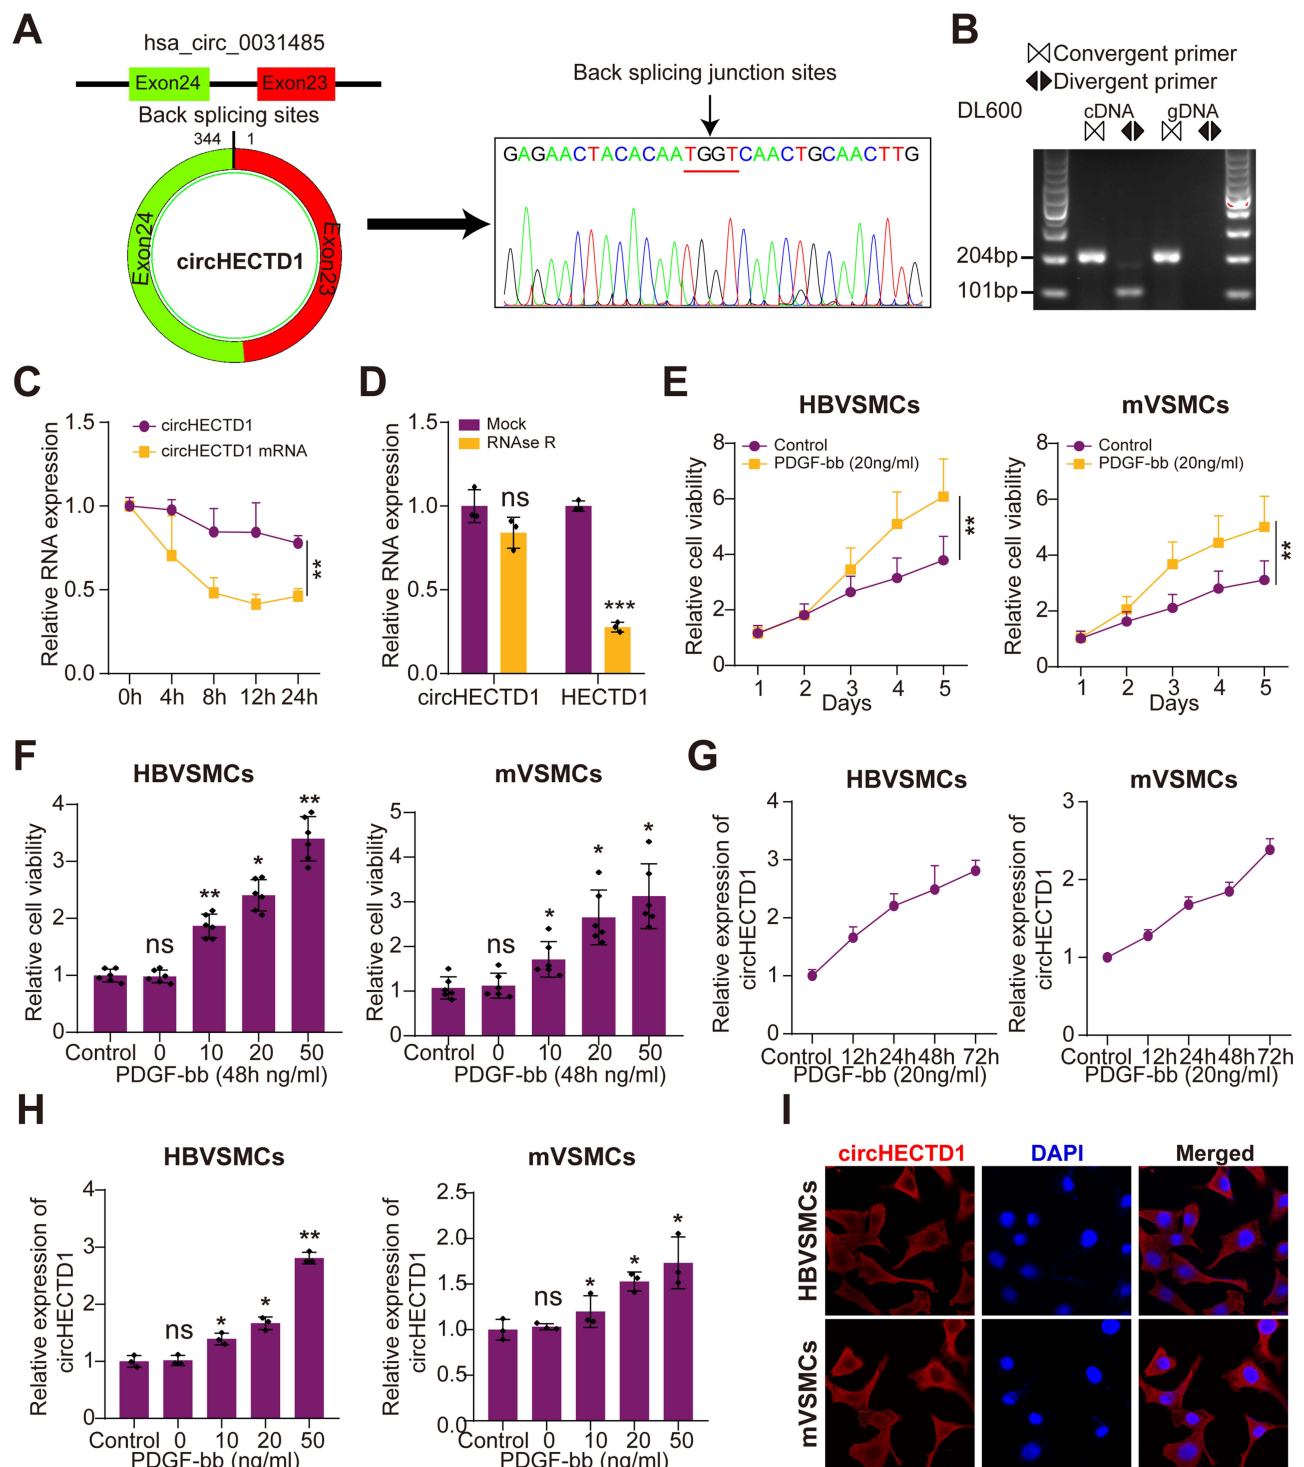 A
hsa_circ_0031485
Exon24
Exon23
Back splicing sites
344
1
Exon24
Exon23
circHECTD1
Back splicing junction sites
GAGAACTACACAATGGTCAACTGCAACTTG
B
Convergent primer
Divergent primer
DL600
cDNA
gDNA
204bp
101bp
C
Relative RNA expression
1.5
1.0
0.5
0.0
circHECTD1
circHECTD1 mRNA
**
0h 4h 8h 12h 24h
D
Relative RNA expression
1.5
1.0
0.5
0.0
Mock
RNAse R
ns
***
circHECTD1 HECTD1
E
HBVSMCs
Relative cell viability
8
6
4
2
0
Control
PDGF-bb (20ng/ml)
**
1 2 3 4 5
Days
mVSMCs
Relative cell viability
8
6
4
2
0
Control
PDGF-bb (20ng/ml)
**
1 2 3 4 5
Days
F
HBVSMCs
Relative cell viability
4
3
2
1
0
ns
**
*
**
Control 0 10 20 50
PDGF-bb (48h ng/ml)
mVSMCs
Relative cell viability
5
4
3
2
1
0
ns
*
*
*
Control 0 10 20 50
PDGF-bb (48h ng/ml)
G
HBVSMCs
Relative expression of
circHECTD1
4
3
2
1
0
Control 12h 24h 48h 72h
PDGF-bb (20ng/ml)
mVSMCs
Relative expression of
circHECTD1
3
2
1
0
Control 12h 24h 48h 72h
PDGF-bb (20ng/ml)
H
HBVSMCs
Relative expression of
circHECTD1
4
3
2
1
0
ns
*
*
**
Control 0 10 20 50
PDGF-bb (ng/ml)
mVSMCs
Relative expression of
circHECTD1
2.5
2.0
1.5
1.0
0.5
0.0
ns
*
*
*
Control 0 10 20 50
PDGF-bb (ng/ml)
I
circHECTD1
DAPI
Merged
HBVSMCs
mVSMCs